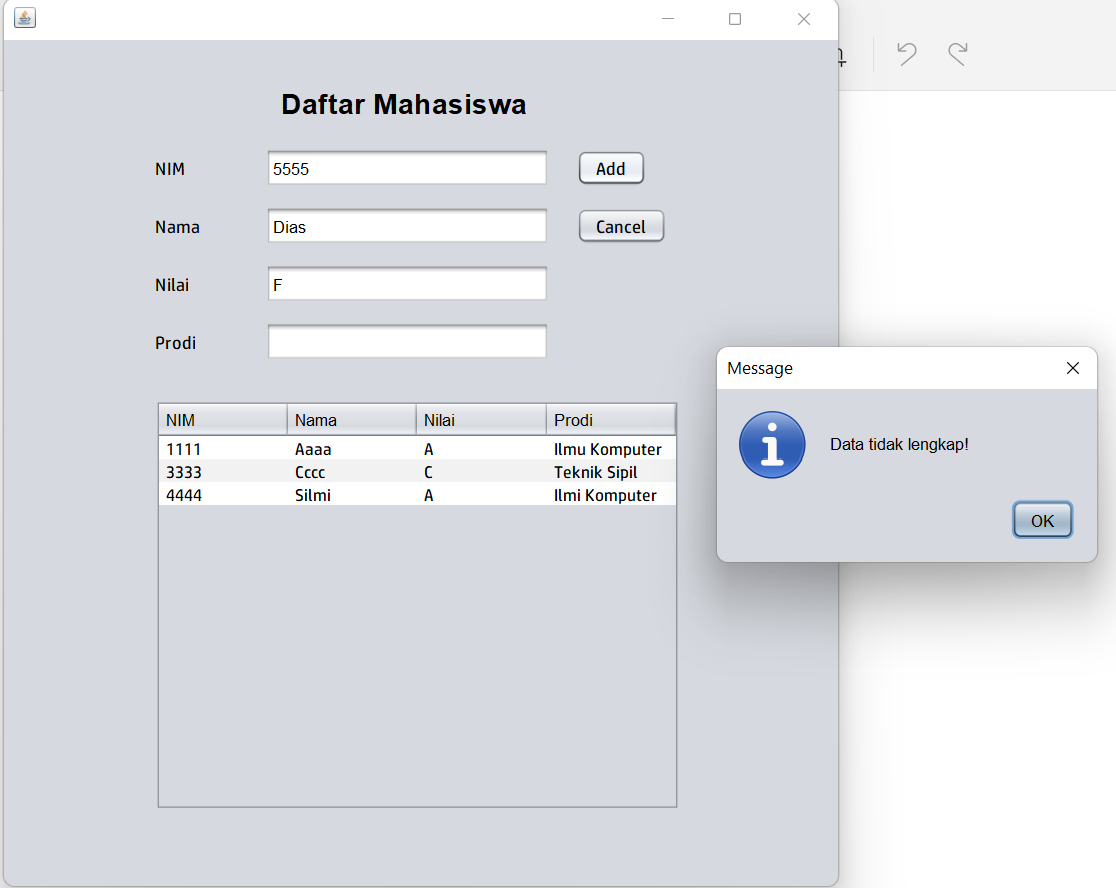 Daftar Mahasiswa
NIM 5555 Add
Nama Dias Cancel
Nilai F
Prodi
Message
Data tidak lengkap!
OK
NIM Nama Nilai Prodi
1111 Aaaa A Ilmu Komputer
3333 Cccc C Teknik Sipil
4444 Silmi A Ilmi Komputer